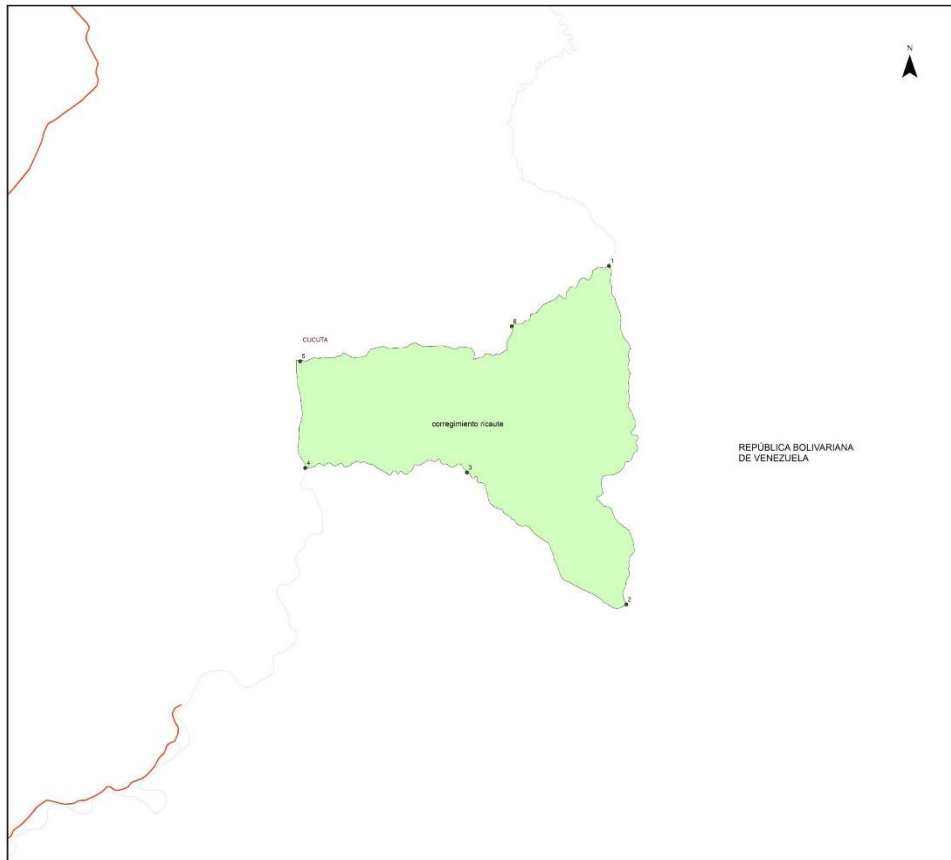 N
1
6
CUCUTA
5
corregimiento ricaute
REPÚBLICA BOLIVARIANA
DE VENEZUELA
4
3
2